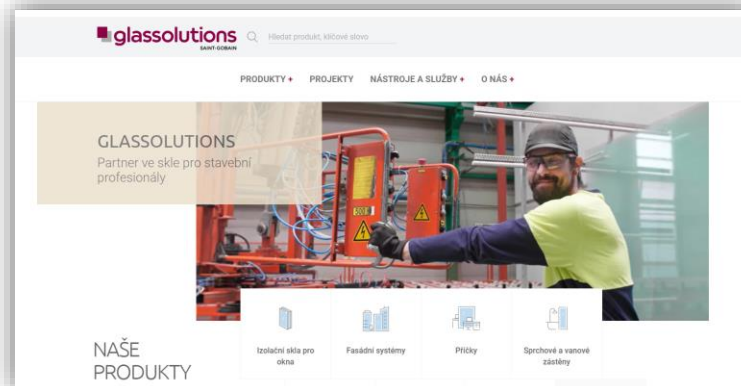 glassolutions
SAINT-GOBAIN
Hledat produkt, klíčové slovo
PRODUKTY + PROJEKTY NÁSTROJE A SLUŽBY + O NÁS +
GLASSOLUTIONS
Partner ve skle pro stavební
profesionály
500
NAŠE
PRODUKTY
Izolační skla pro
okna
Fasádní systémy
Příčky
Sprchové a vanové
zástěny